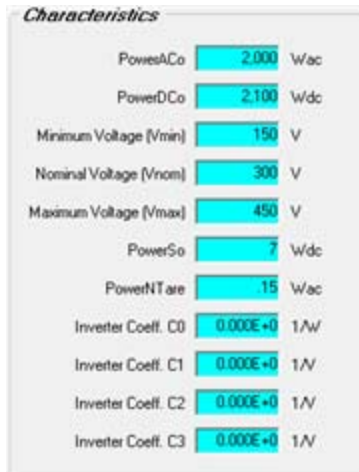 Characteristics
PowerACo 2,000 Wac
PowerDCo 2,100 Wdc
Minimum Voltage (Vmin) 150 V
Nominal Voltage (Vnom) 300 V
Maximum Voltage (Vmax) 450 V
PowerSo 7 Wdc
PowerNTare .15 Wac
Inverter Coeff. C0 0.000E+0 1/W
Inverter Coeff. C1 0.000E+0 1/V
Inverter Coeff. C2 0.000E+0 1/V
Inverter Coeff. C3 0.000E+0 1/V